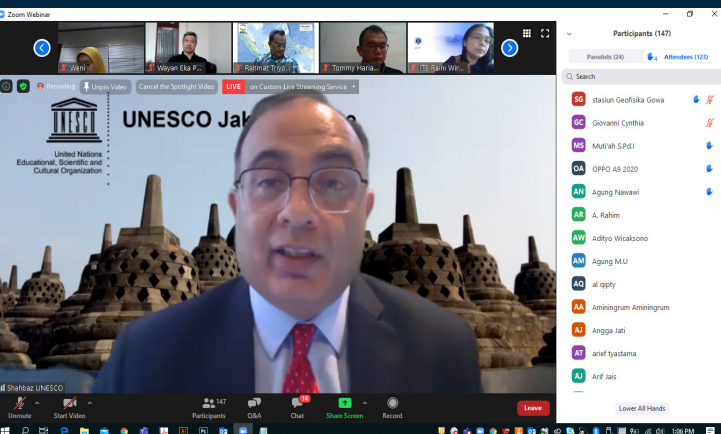 Zoom Webinar
Weni
Wayan Eka P...
Rahmat Triyo...
Tommy Haria...
ITB Reini Wir...
Recording
Unpin Video
Cancel the Spotlight Video
LIVE
on Custom Live Streaming Service
UNESCO
United Nations
Educational, Scientific and
Cultural Organization
UNESCO Jak
Shahbaz UNESCO
Unmute
Start Video
147
Participants
Q&A
14
Chat
Share Screen
Record
Leave
Participants (147)
Panelists (24)
4
Attendees (123)
Search
SG stasiun Geofisika Gowa
GC Giovanni Cynthia
MS Muti'ah S.Pd.I
OA OPPO A9 2020
AN Agung Nawawi
AR A. Rahim
AW Adityo Wicaksono
AM Agung M.U
AQ al qipty
AA Aminingrum Aminingrum
AJ Angga Jati
AT arief tyastama
AJ Arif Jais
Lower All Hands
1:06 PM